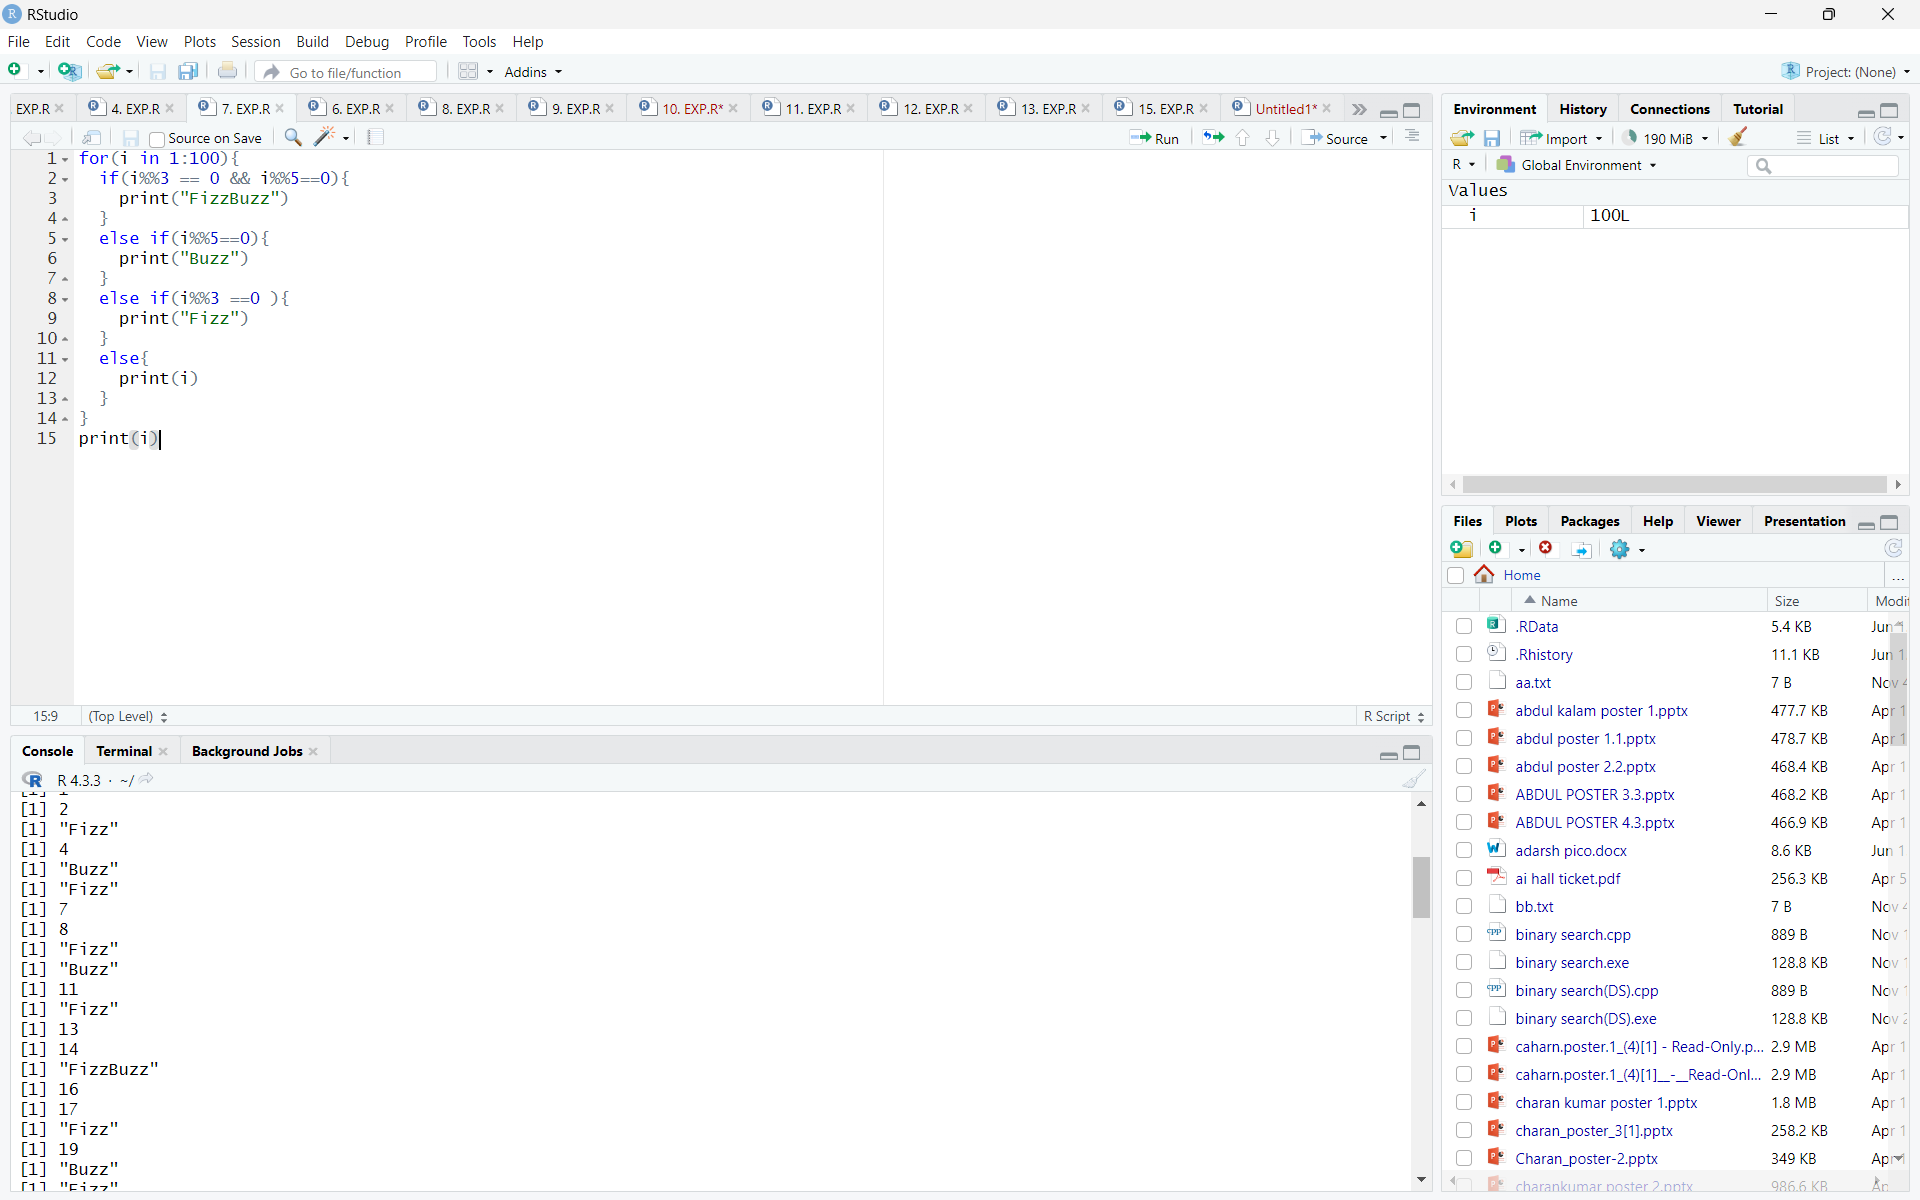 RStudio
File Edit Code View Plots Session Build Debug Profile Tools Help
Go to file/function Addins Project: (None)
EXP.R 4. EXP.R 7. EXP.R 6. EXP.R 8. EXP.R 9. EXP.R 10. EXP.R* 11. EXP.R 12. EXP.R 13. EXP.R 15. EXP.R Untitled1*
Source on Save Run Source
1 for(i in 1:100){
2 if(i%%3 == 0 && i%%5==0){
3 print("FizzBuzz")
4 }
5 else if(i%%5==0){
6 print("Buzz")
7 }
8 else if(i%%3 ==0 ){
9 print("Fizz")
10 }
11 else{
12 print(i)
13 }
14 }
15 print(i)
15:9 (Top Level) R Script
Console Terminal Background Jobs
R 4.3.3 · ~/
[1] 1
[1] 2
[1] "Fizz"
[1] 4
[1] "Buzz"
[1] "Fizz"
[1] 7
[1] 8
[1] "Fizz"
[1] "Buzz"
[1] 11
[1] "Fizz"
[1] 13
[1] 14
[1] "FizzBuzz"
[1] 16
[1] 17
[1] "Fizz"
[1] 19
[1] "Buzz"
[1] "Fizz"
Environment History Connections Tutorial
Import 190 MiB List
R Global Environment
Values
i 100L
Files Plots Packages Help Viewer Presentation
Home ...
Name Size Modi
.RData 5.4 KB Jun 1
.Rhistory 11.1 KB Jun 1
aa.txt 7 B Nov 4
abdul kalam poster 1.pptx 477.7 KB Apr 1
abdul poster 1.1.pptx 478.7 KB Apr 1
abdul poster 2.2.pptx 468.4 KB Apr 1
ABDUL POSTER 3.3.pptx 468.2 KB Apr 1
ABDUL POSTER 4.3.pptx 466.9 KB Apr 1
adarsh pico.docx 8.6 KB Jun 1
ai hall ticket.pdf 256.3 KB Apr 5
bb.txt 7 B Nov 4
binary search.cpp 889 B Nov 1
binary search.exe 128.8 KB Nov 1
binary search(DS).cpp 889 B Nov 1
binary search(DS).exe 128.8 KB Nov 2
caharn.poster.1_(4)[1] - Read-Only.p... 2.9 MB Apr 1
caharn.poster.1_(4)[1]__-__Read-Onl... 2.9 MB Apr 1
charan kumar poster 1.pptx 1.8 MB Apr 1
charan_poster_3[1].pptx 258.2 KB Apr 1
Charan_poster-2.pptx 349 KB Apr 1
charankumar poster 2.pptx 986.6 KB Apr